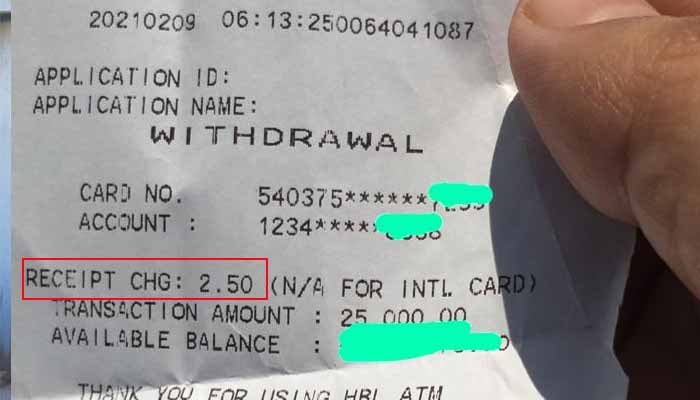 20210209 06:13:250064041087
APPLICATION ID:
APPLICATION NAME:
WITHDRAWAL
CARD NO. 540375******
ACCOUNT : 1234****
RECEIPT CHG: 2.50 (N/A FOR INTL CARD)
TRANSACTION AMOUNT : 25,000.00
AVAILABLE BALANCE :
THANK YOU FOR USING HBL ATM